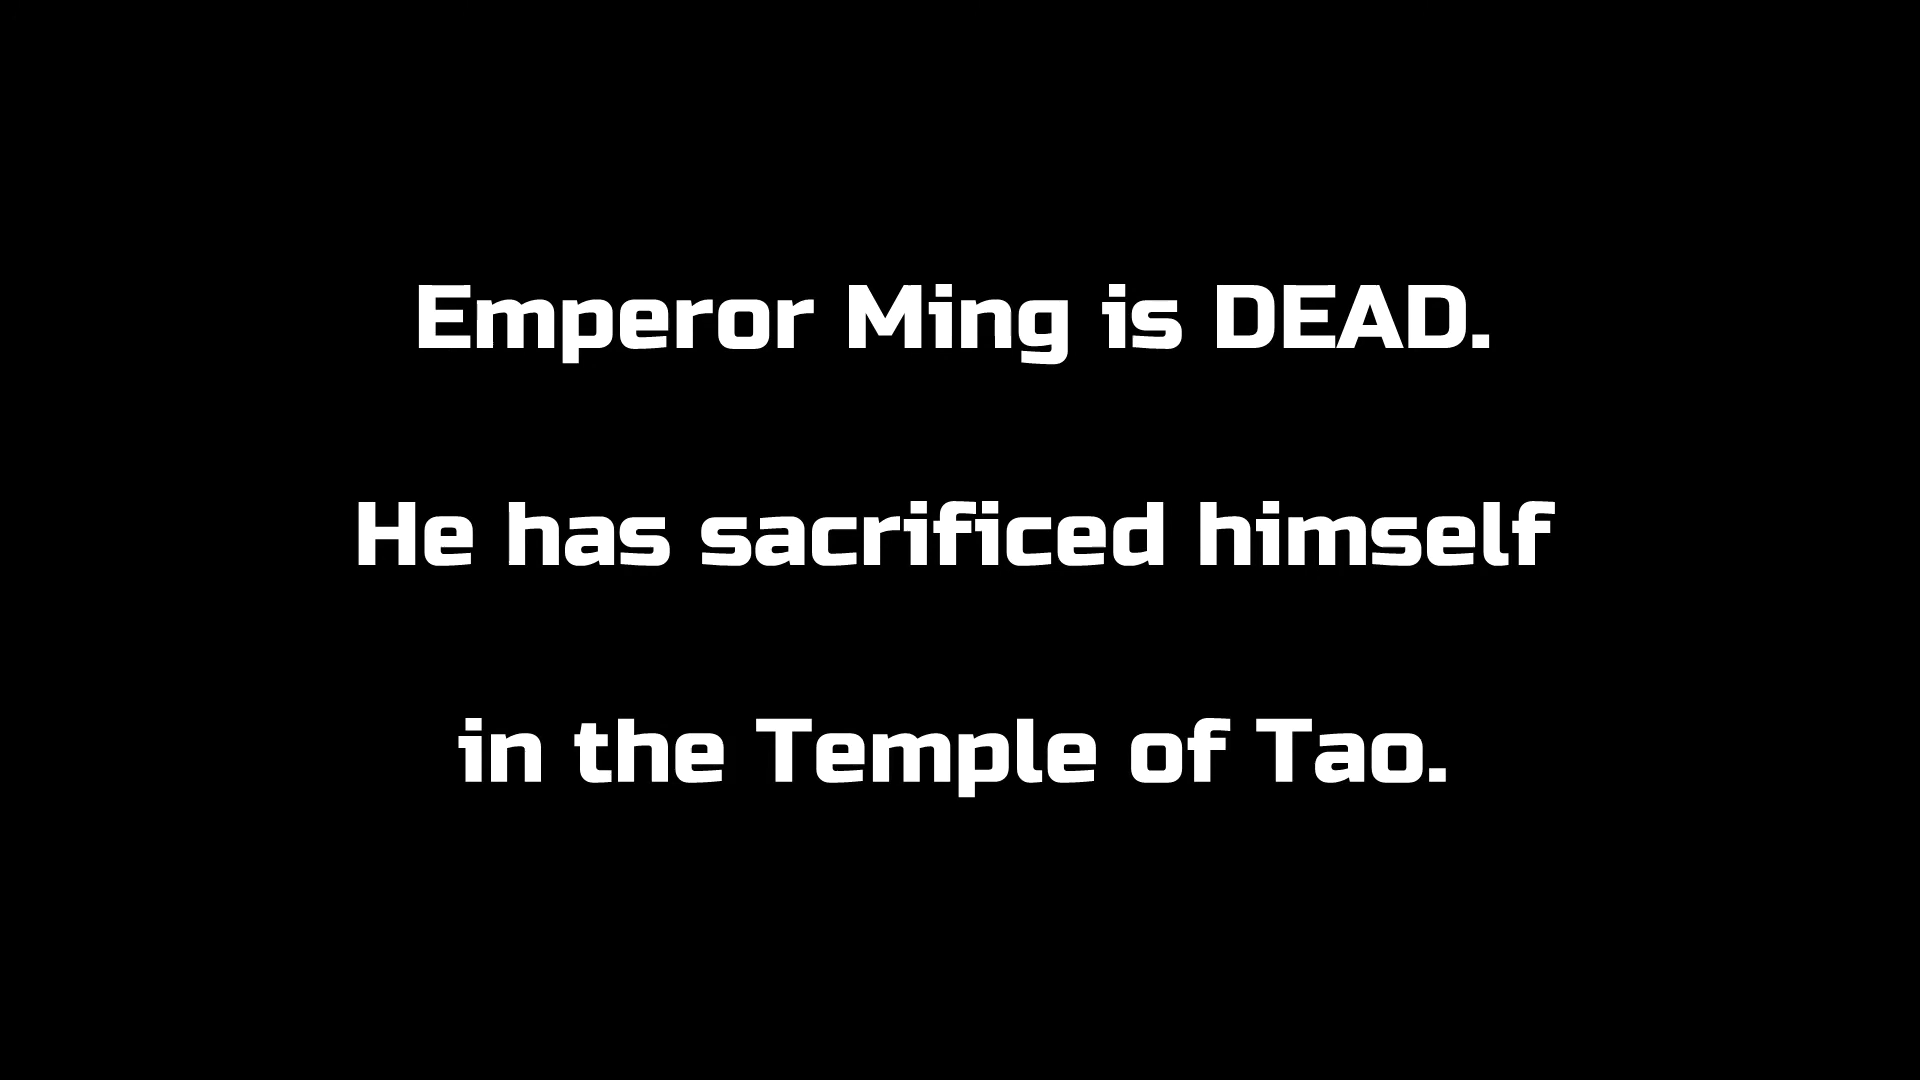 Emperor Ming is DEAD.
He has sacrificed himself
in the Temple of Tao.